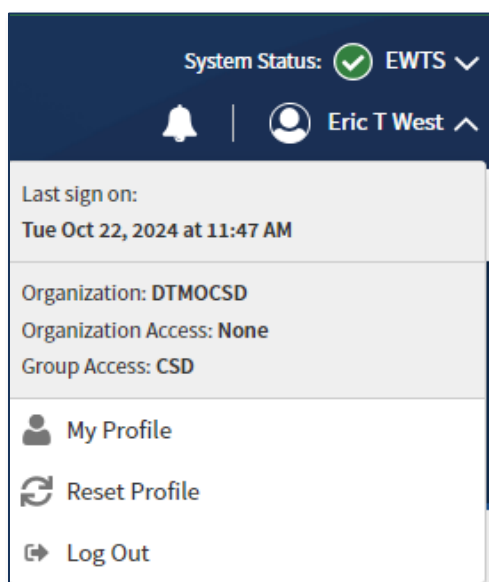 System Status: EWTS
Eric T West
Last sign on:
Tue Oct 22, 2024 at 11:47 AM
Organization: DTMOCSD
Organization Access: None
Group Access: CSD
My Profile
Reset Profile
Log Out